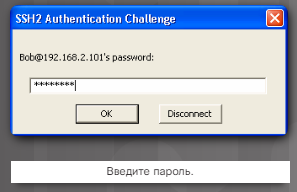 SSH2 Authentication Challenge
Bob@192.168.2.101's password:
********
OK Disconnect
Введите пароль.